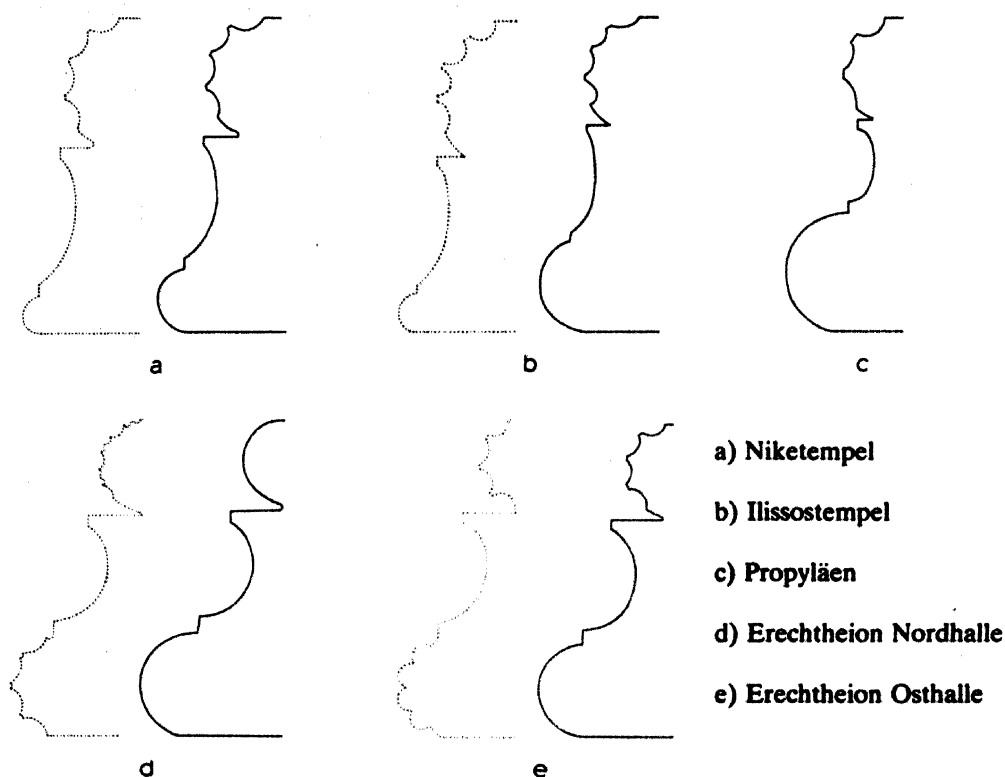 a
b
c
a) Niketempel
b) Ilissostempel
c) Propyläen
d) Erechtheion Nordhalle
e) Erechtheion Osthalle
d
e